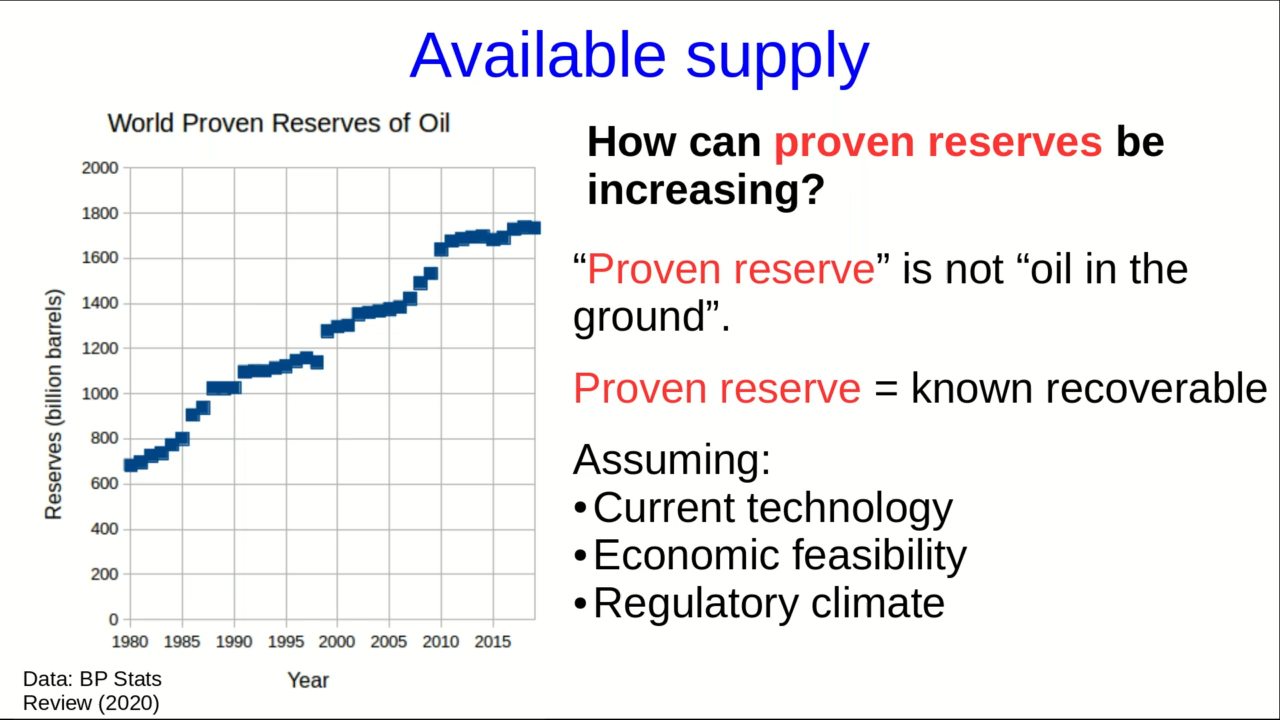 Available supply
World Proven Reserves of Oil
2000
1800
1600
1400
1200
1000
800
600
400
200
0
Reserves (billion barrels)
1980 1985 1990 1995 2000 2005 2010 2015
Year
Data: BP Stats
Review (2020)
How can proven reserves be
increasing?
“Proven reserve” is not “oil in the
ground”.
Proven reserve = known recoverable
Assuming:
•Current technology
•Economic feasibility
•Regulatory climate